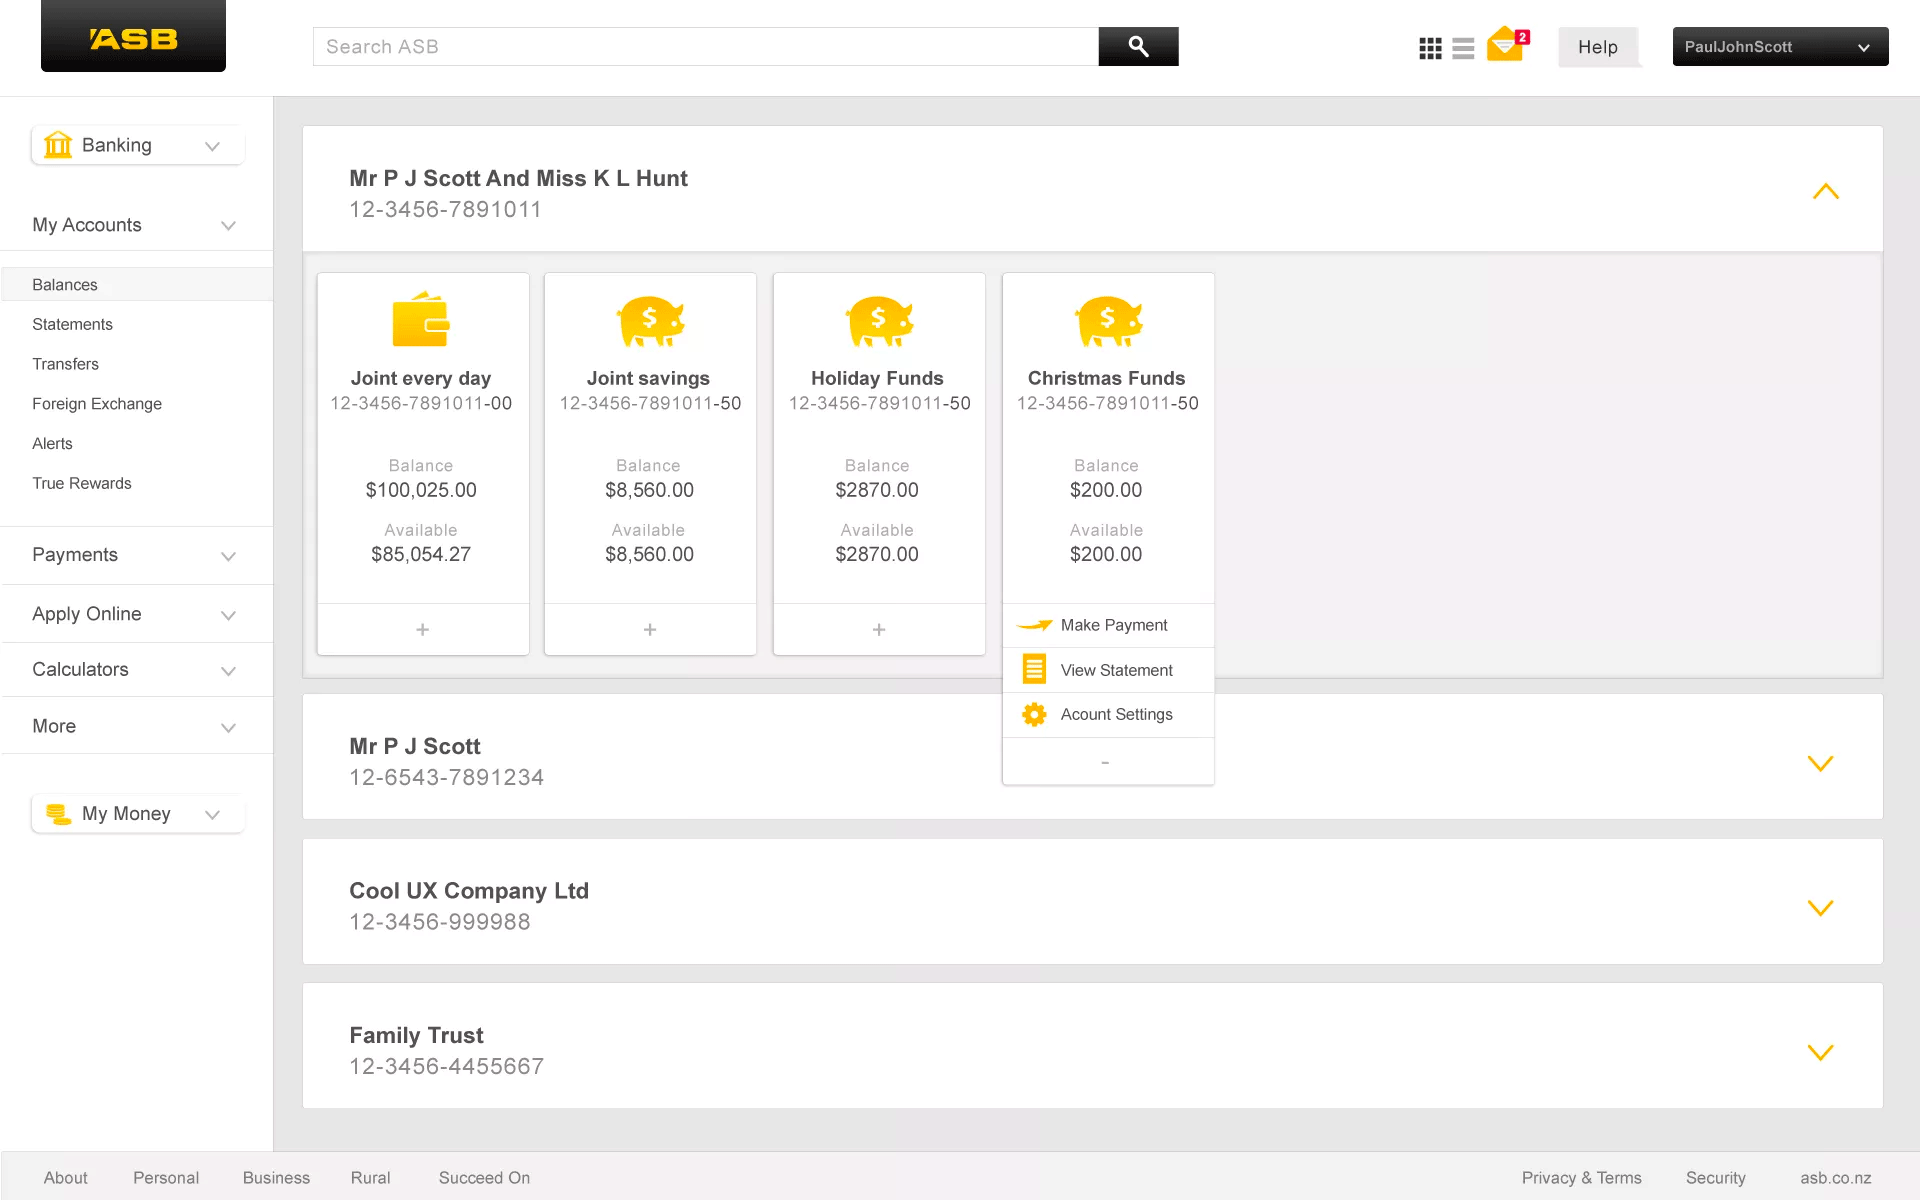 ASB
Search ASB
2
Help
PaulJohnScott
Banking
My Accounts
Balances
Statements
Transfers
Foreign Exchange
Alerts
True Rewards
Payments
Apply Online
Calculators
More
My Money
Mr P J Scott And Miss K L Hunt
12-3456-7891011
$
$
$
Joint every day
12-3456-7891011-00
Balance
$100,025.00
Available
$85,054.27
+
Joint savings
12-3456-7891011-50
Balance
$8,560.00
Available
$8,560.00
+
Holiday Funds
12-3456-7891011-50
Balance
$2870.00
Available
$2870.00
+
Christmas Funds
12-3456-7891011-50
Balance
$200.00
Available
$200.00
Make Payment
View Statement
Acount Settings
-
Mr P J Scott
12-6543-7891234
Cool UX Company Ltd
12-3456-999988
Family Trust
12-3456-4455667
About Personal Business Rural Succeed On
Privacy & Terms Security asb.co.nz